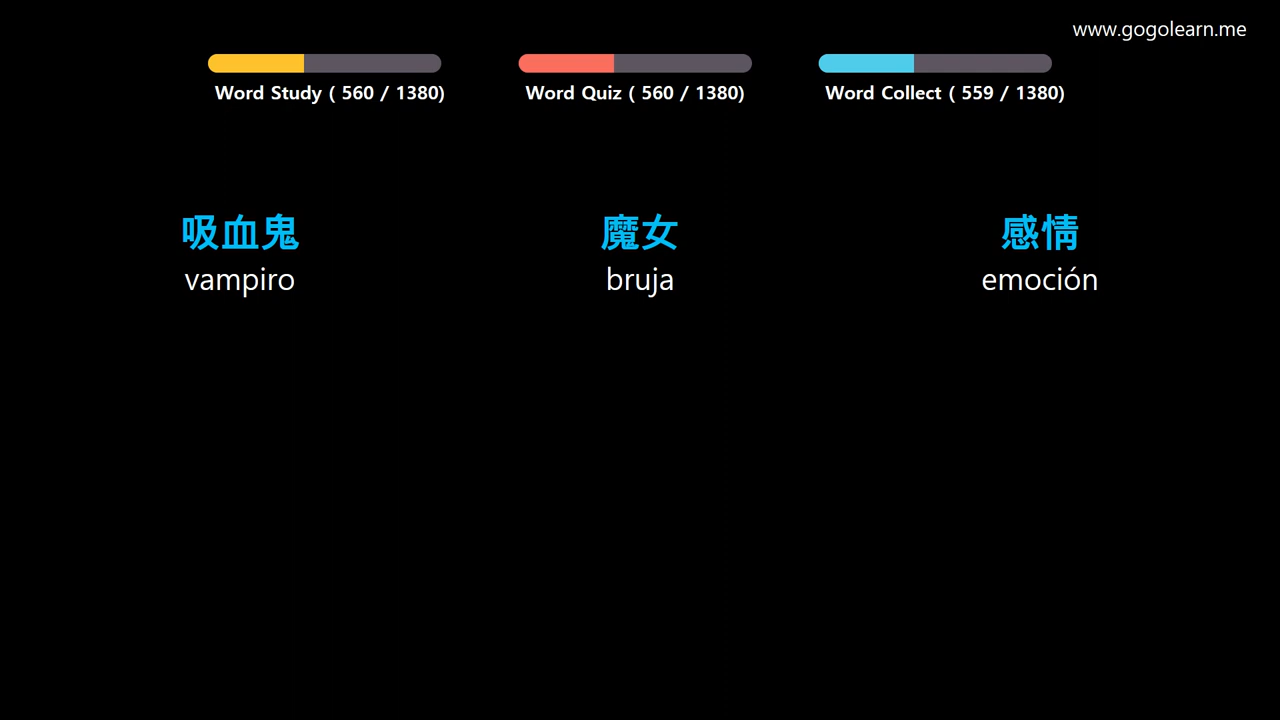 www.gogolearn.me
Word Study ( 560 / 1380)
Word Quiz ( 560 / 1380)
Word Collect ( 559 / 1380)
吸血鬼
vampiro
魔女
bruja
感情
emoción